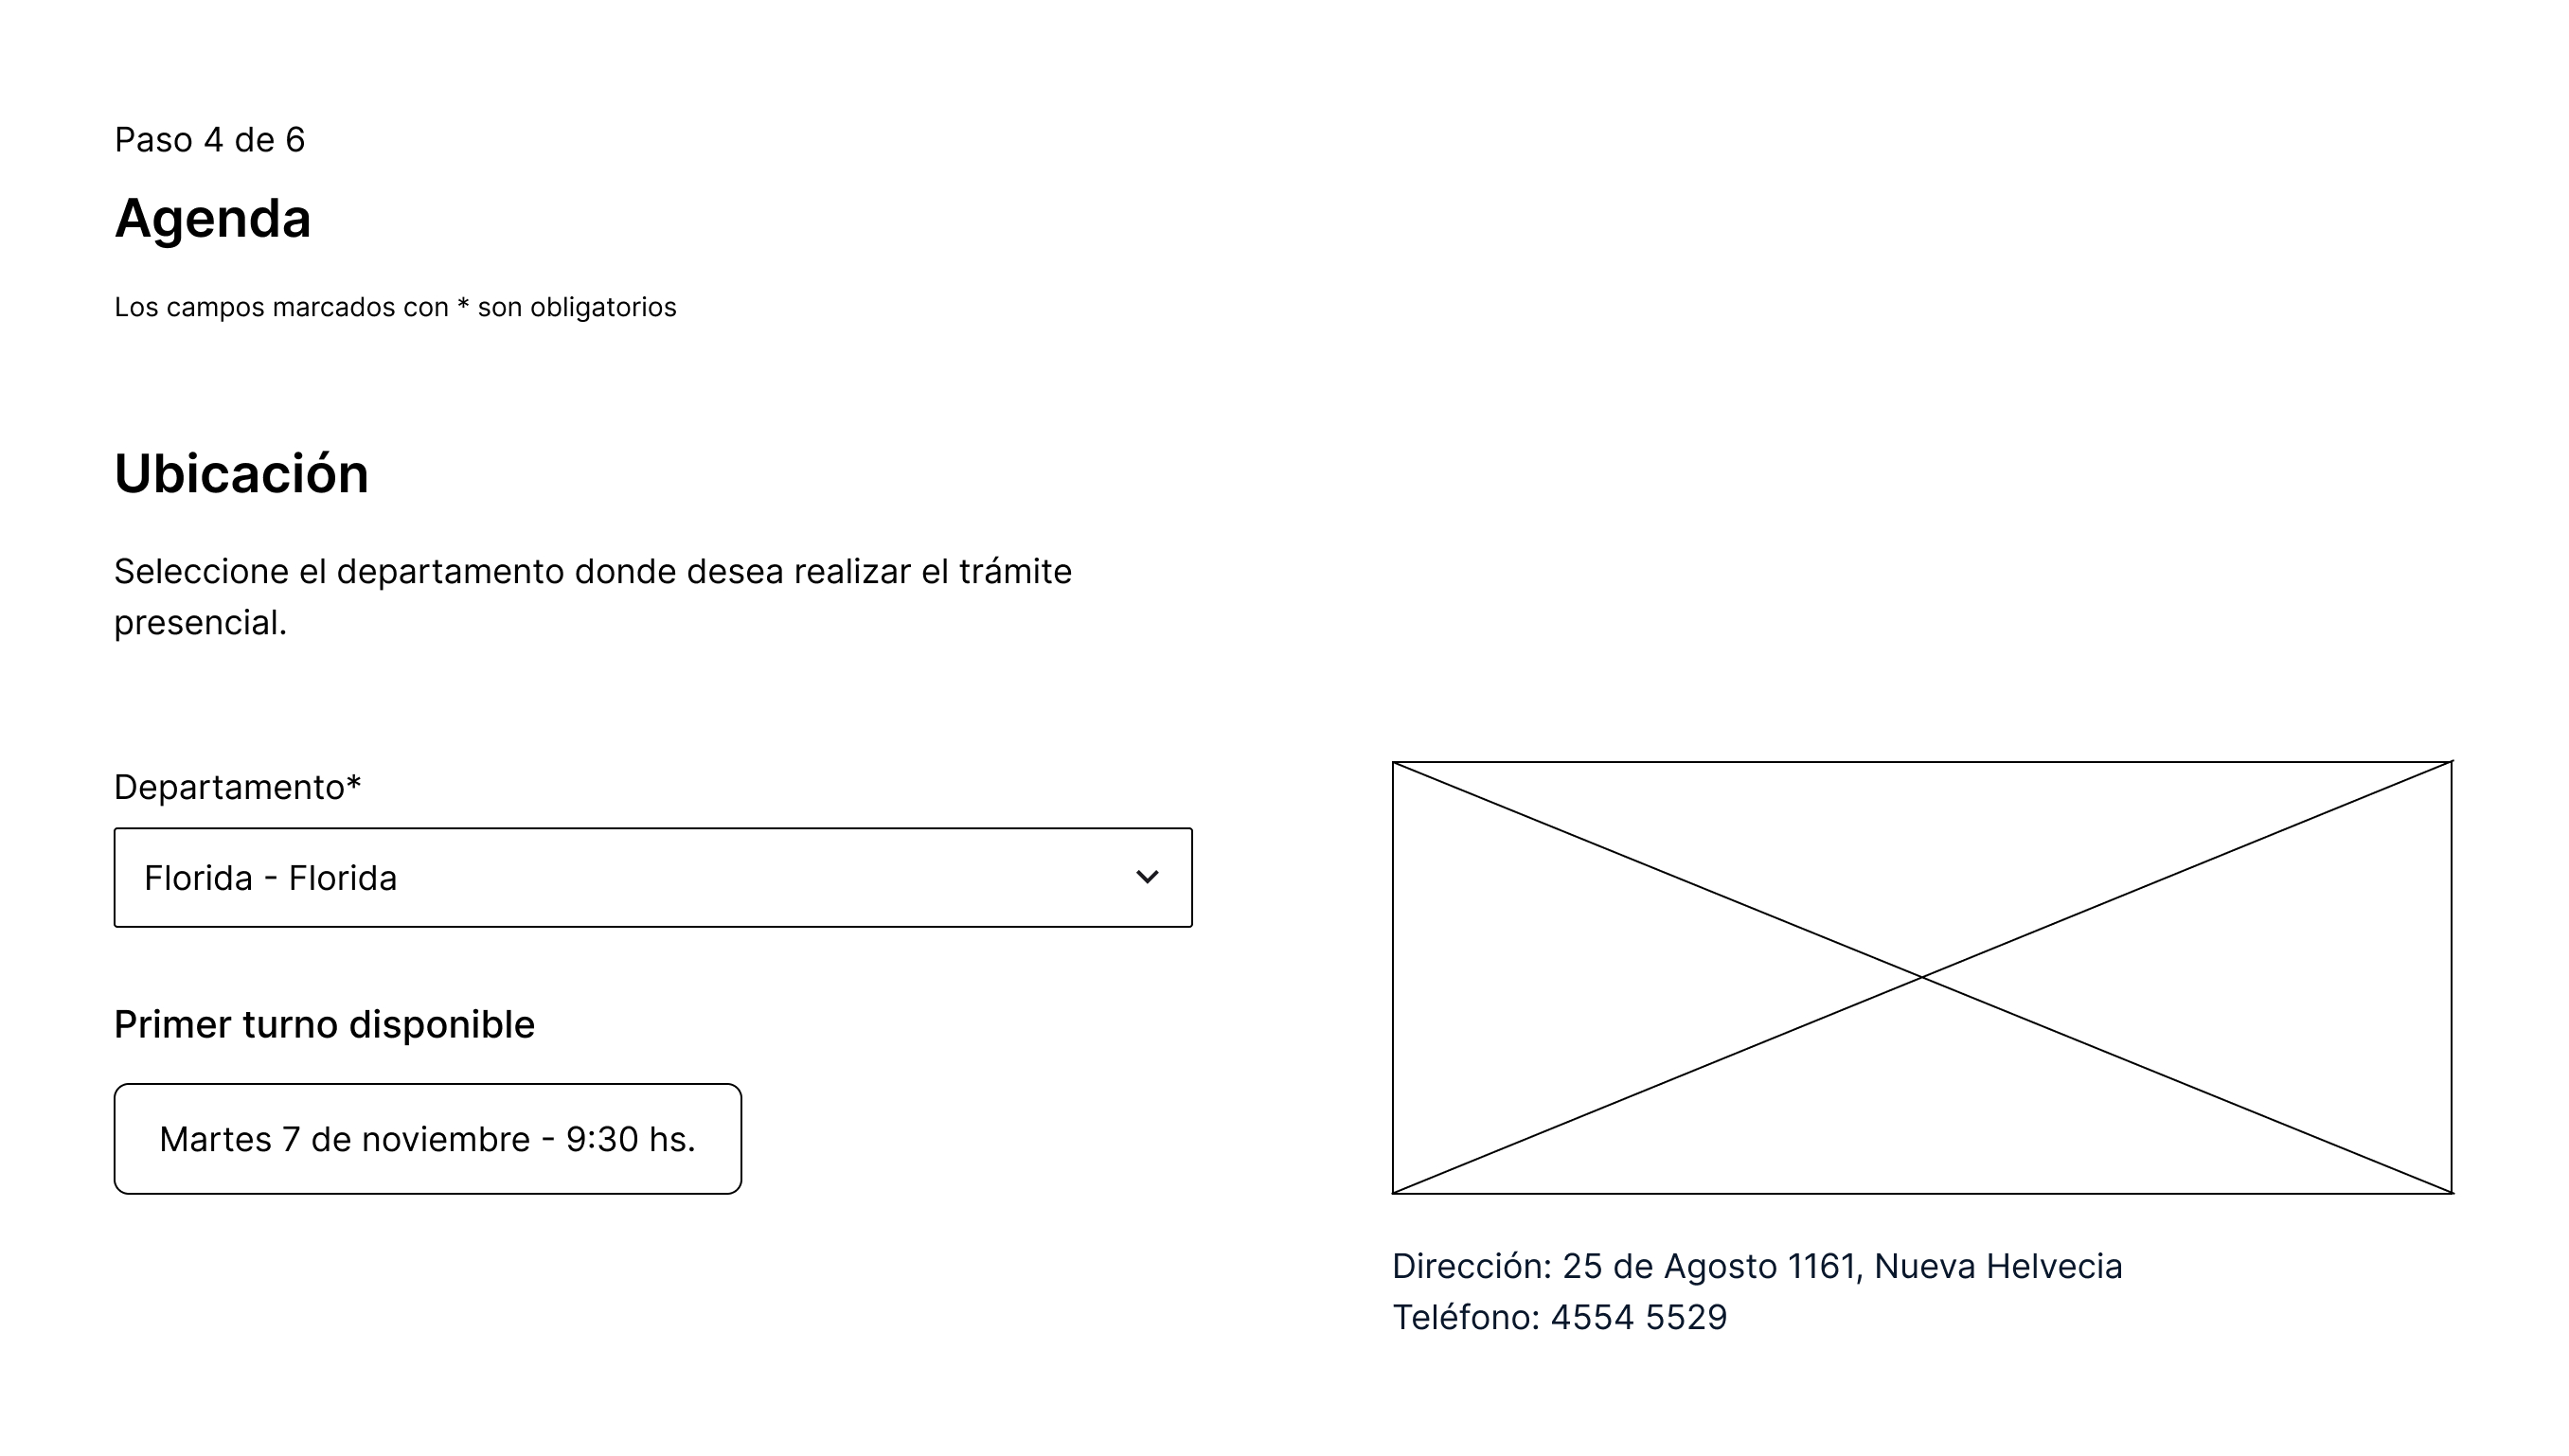 Paso 4 de 6
Agenda
Los campos marcados con * son obligatorios
Ubicación
Seleccione el departamento donde desea realizar el trámite
presencial.
Departamento*
Florida - Florida
Primer turno disponible
Martes 7 de noviembre - 9:30 hs.
Dirección: 25 de Agosto 1161, Nueva Helvecia
Teléfono: 4554 5529